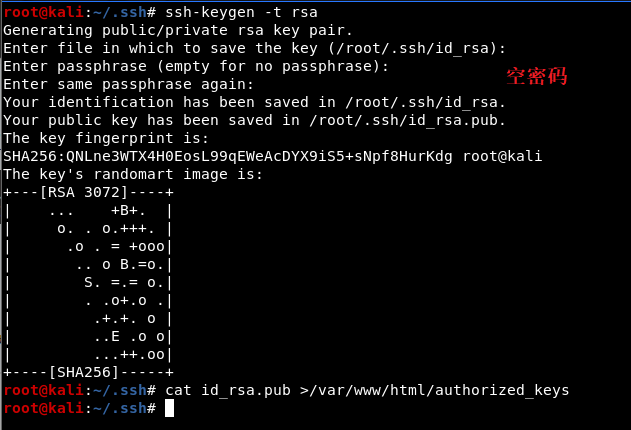 root@kali:~/.ssh# ssh-keygen -t rsa
Generating public/private rsa key pair.
Enter file in which to save the key (/root/.ssh/id_rsa):
Enter passphrase (empty for no passphrase):
空密码
Enter same passphrase again:
Your identification has been saved in /root/.ssh/id_rsa.
Your public key has been saved in /root/.ssh/id_rsa.pub.
The key fingerprint is:
SHA256:QNLne3WTX4H0EosL99qEWeAcDYX9iS5+sNpf8HurKdg root@kali
The key's randomart image is:
+---[RSA 3072]----+
|    ...    +B+.  |
|     o. . o.+++. |
|      .o . = +ooo|
|       .. o B.=o.|
|        S. =.= o.|
|        . .o+.o .|
|         .+.+. o |
|         ..E .o o|
|         ...++.oo|
+----[SHA256]-----+
root@kali:~/.ssh# cat id_rsa.pub >/var/www/html/authorized_keys
root@kali:~/.ssh#